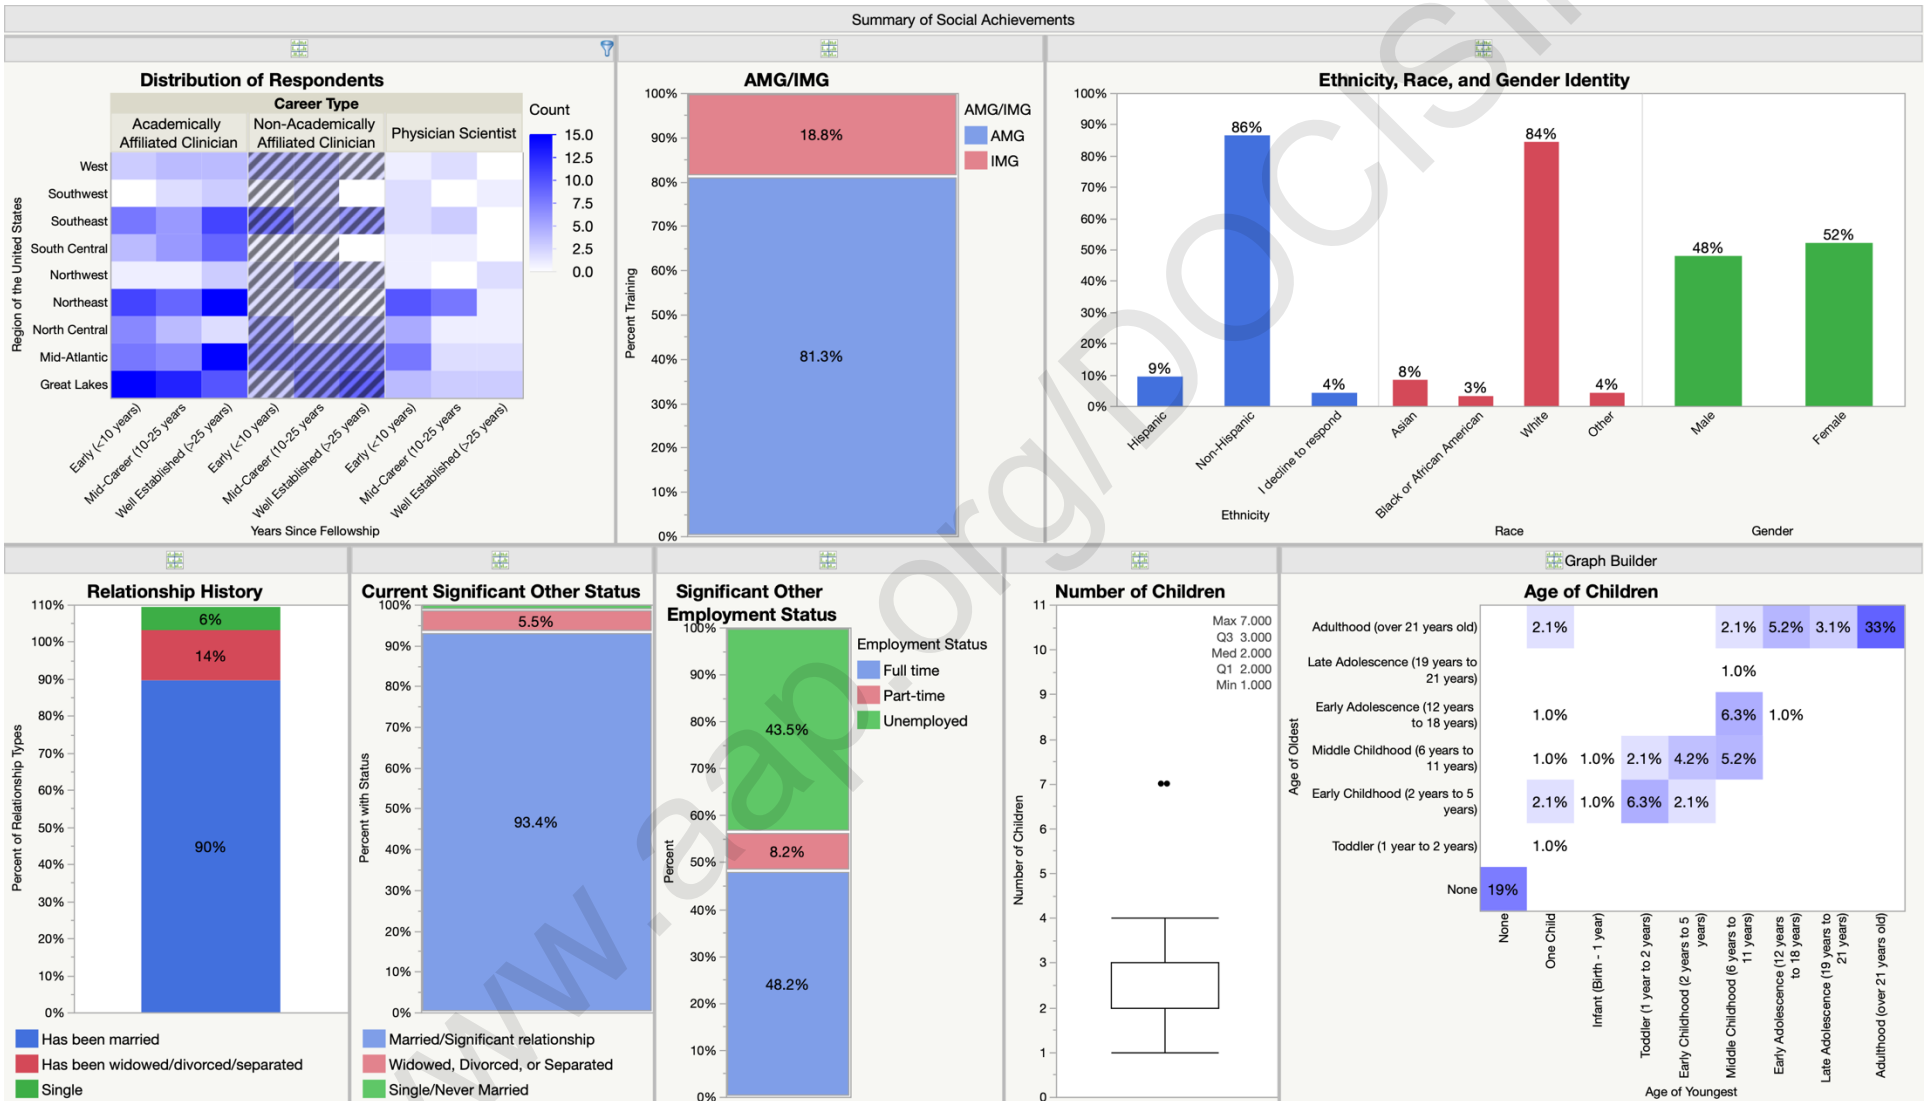 Summary of Social Achievements
Distribution of Respondents
Career Type
Academically Affiliated Clinician
Non-Academically Affiliated Clinician
Physician Scientist
Count
15.0
12.5
10.0
7.5
5.0
2.5
0.0
Region of the United States
West
Southwest
Southeast
South Central
Northwest
Northeast
North Central
Mid-Atlantic
Great Lakes
Early (<10 years)
Mid-Career (10-25 years
Well Established (>25 years)
Early (<10 years)
Mid-Career (10-25 years
Well Established (>25 years)
Early (<10 years)
Mid-Career (10-25 years
Well Established (>25 years)
Years Since Fellowship
AMG/IMG
Percent Training
100%
90%
80%
70%
60%
50%
40%
30%
20%
10%
0%
18.8%
81.3%
AMG/IMG
AMG
IMG
Ethnicity, Race, and Gender Identity
100%
90%
80%
70%
60%
50%
40%
30%
20%
10%
0%
9%
86%
4%
8%
3%
84%
4%
48%
52%
Hispanic
Non-Hispanic
I decline to respond
Asian
Black or African American
White
Other
Male
Female
Ethnicity
Race
Gender
Relationship History
Percent of Relationship Types
110%
100%
90%
80%
70%
60%
50%
40%
30%
20%
10%
0%
6%
14%
90%
Has been married
Has been widowed/divorced/separated
Single
Current Significant Other Status
Percent with Status
100%
90%
80%
70%
60%
50%
40%
30%
20%
10%
0%
5.5%
93.4%
Married/Significant relationship
Widowed, Divorced, or Separated
Single/Never Married
Significant Other
Employment Status
Percent
100%
90%
80%
70%
60%
50%
40%
30%
20%
10%
0%
43.5%
8.2%
48.2%
Employment Status
Full time
Part-time
Unemployed
Number of Children
Number of Children
11
10
9
8
7
6
5
4
3
2
1
0
Max 7.000
Q3 3.000
Med 2.000
Q1 2.000
Min 1.000
Graph Builder
Age of Children
Age of Oldest
Adulthood (over 21 years old)
2.1% 2.1% 5.2% 3.1% 33%
Late Adolescence (19 years to
21 years)
1.0%
Early Adolescence (12 years
to 18 years)
1.0% 6.3% 1.0%
Middle Childhood (6 years to
11 years)
1.0% 1.0% 2.1% 4.2% 5.2%
Early Childhood (2 years to 5
years)
2.1% 1.0% 6.3% 2.1%
Toddler (1 year to 2 years)
1.0%
None
19%
None
One Child
Infant (Birth - 1 year)
Toddler (1 year to 2 years)
Early Childhood (2 years to 5
years)
Middle Childhood (6 years to
11 years)
Early Adolescence (12 years
to 18 years)
Late Adolescence (19 years to
21 years)
Adulthood (over 21 years old)
Age of Youngest
www.aap.org/DOCSIn